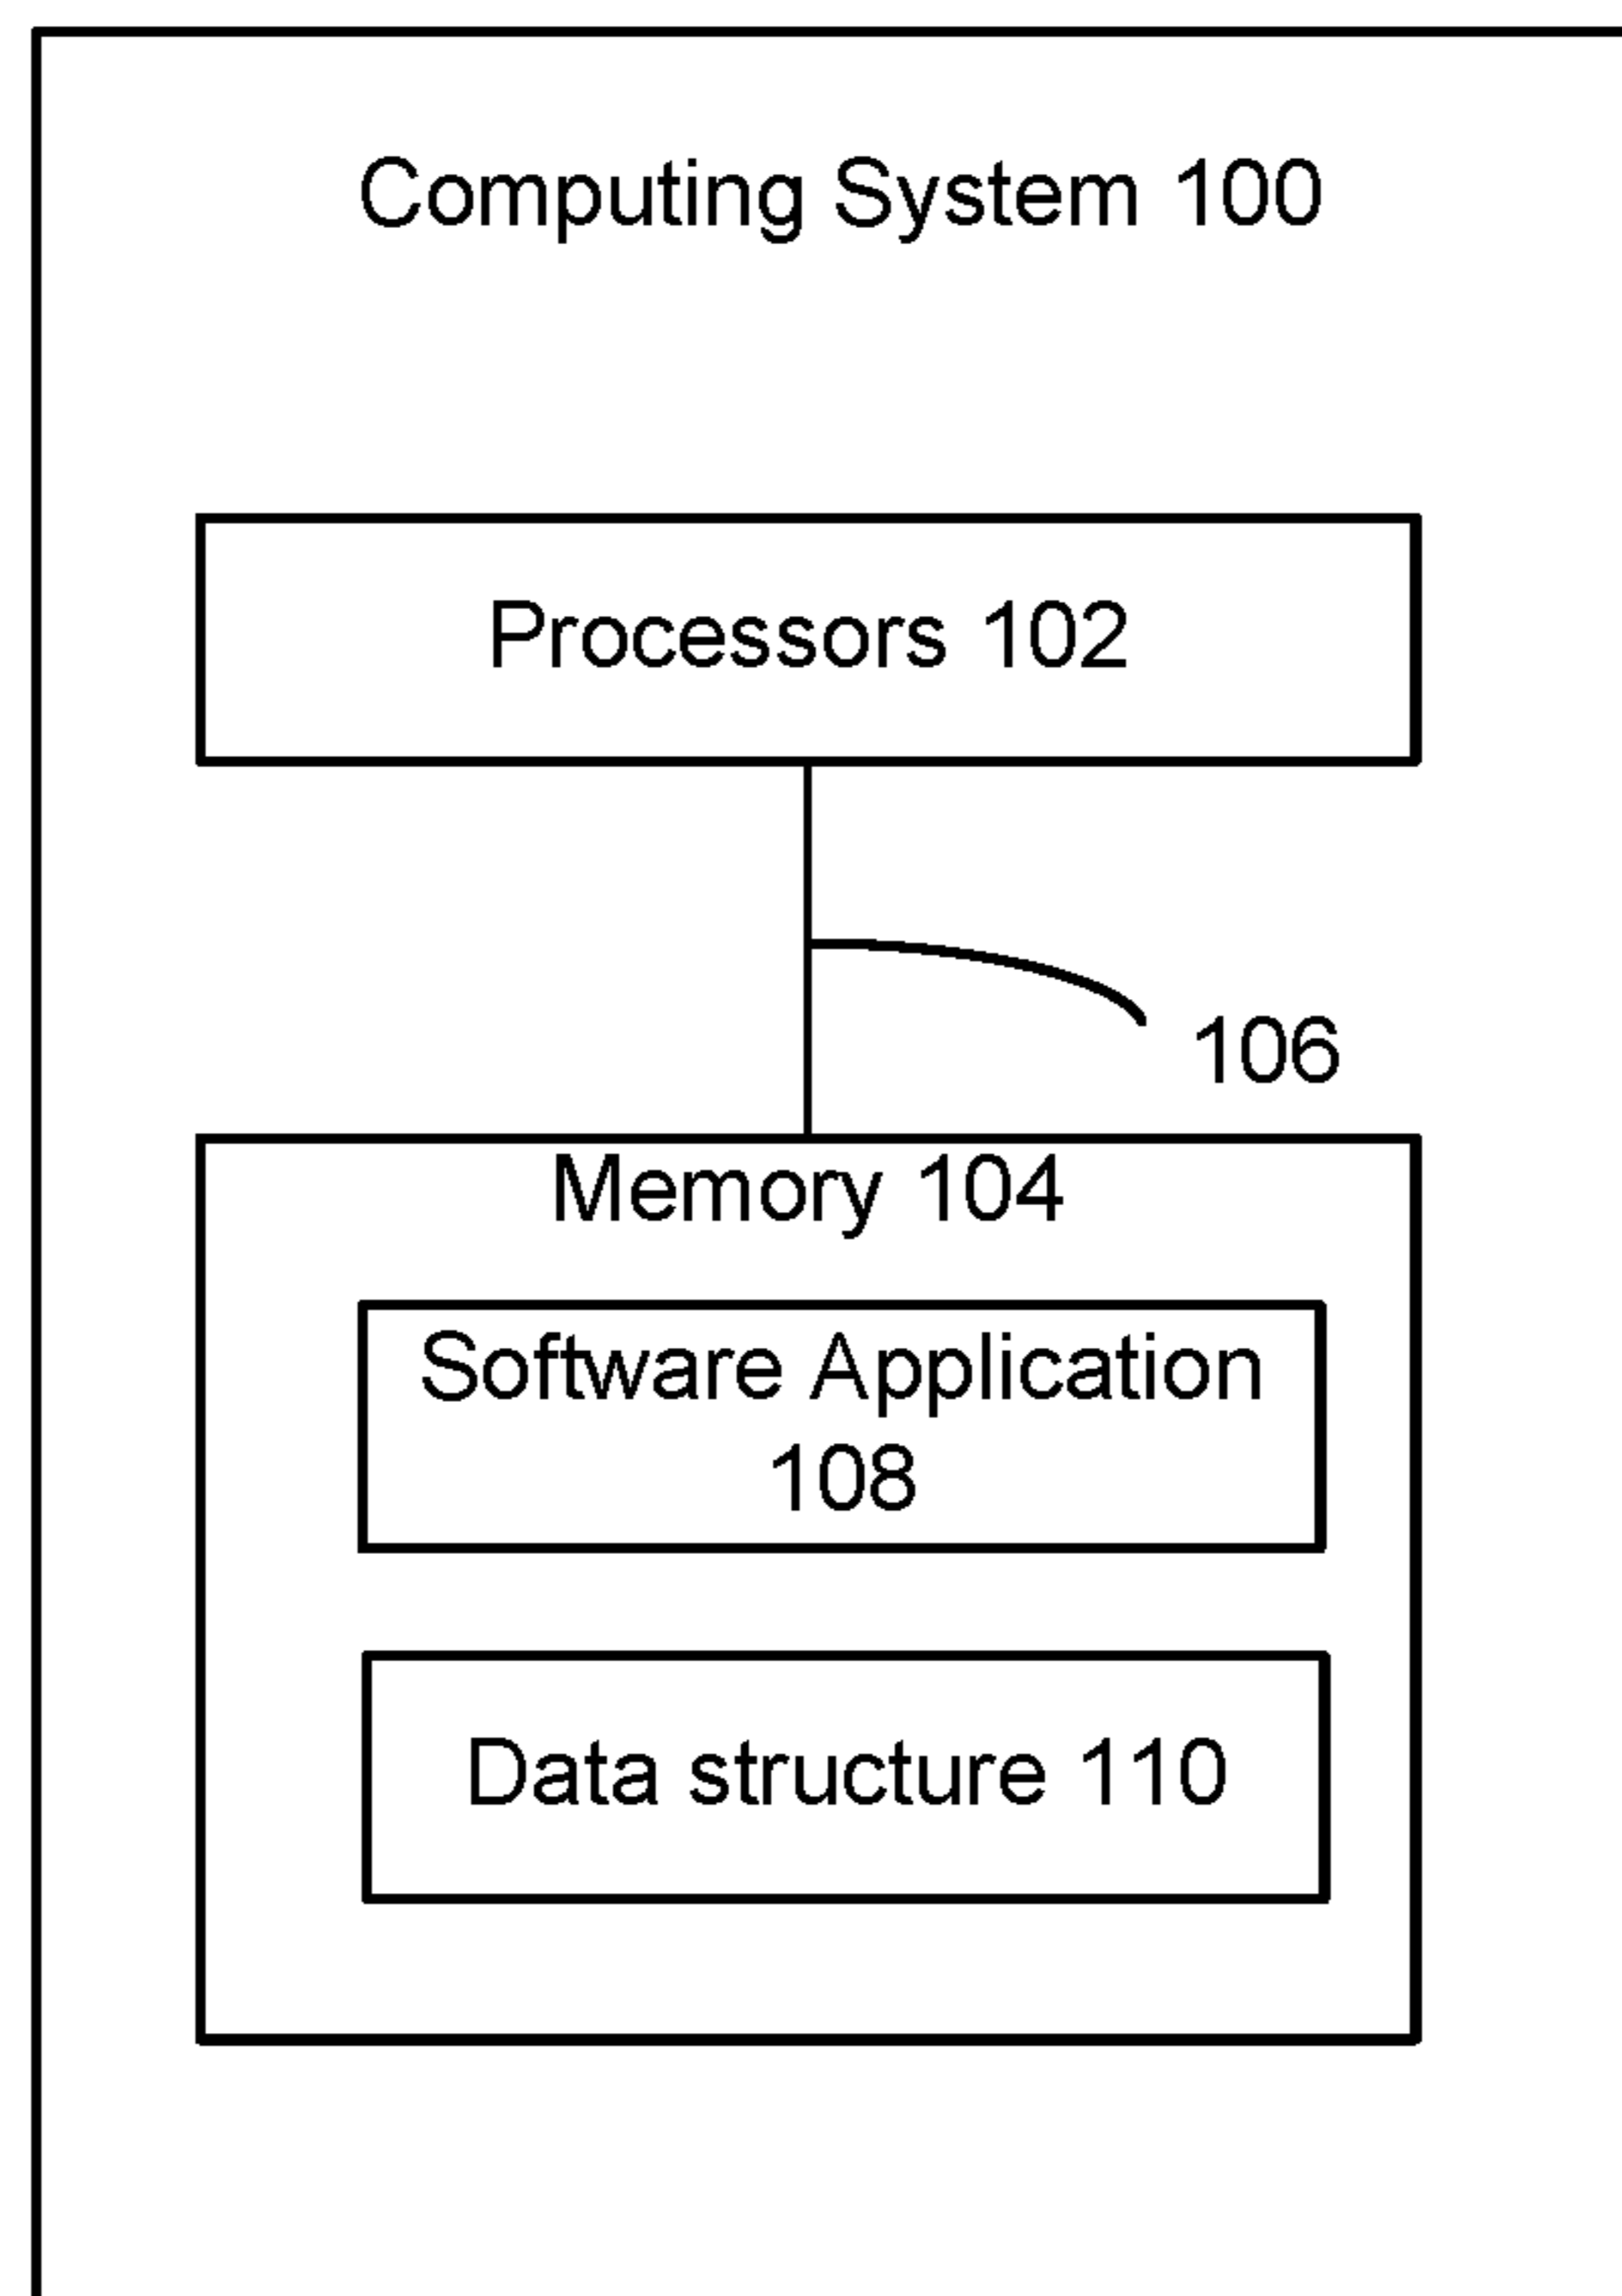 Computing System 100
Processors 102
106
Memory 104
Software Application
108
Data structure 110